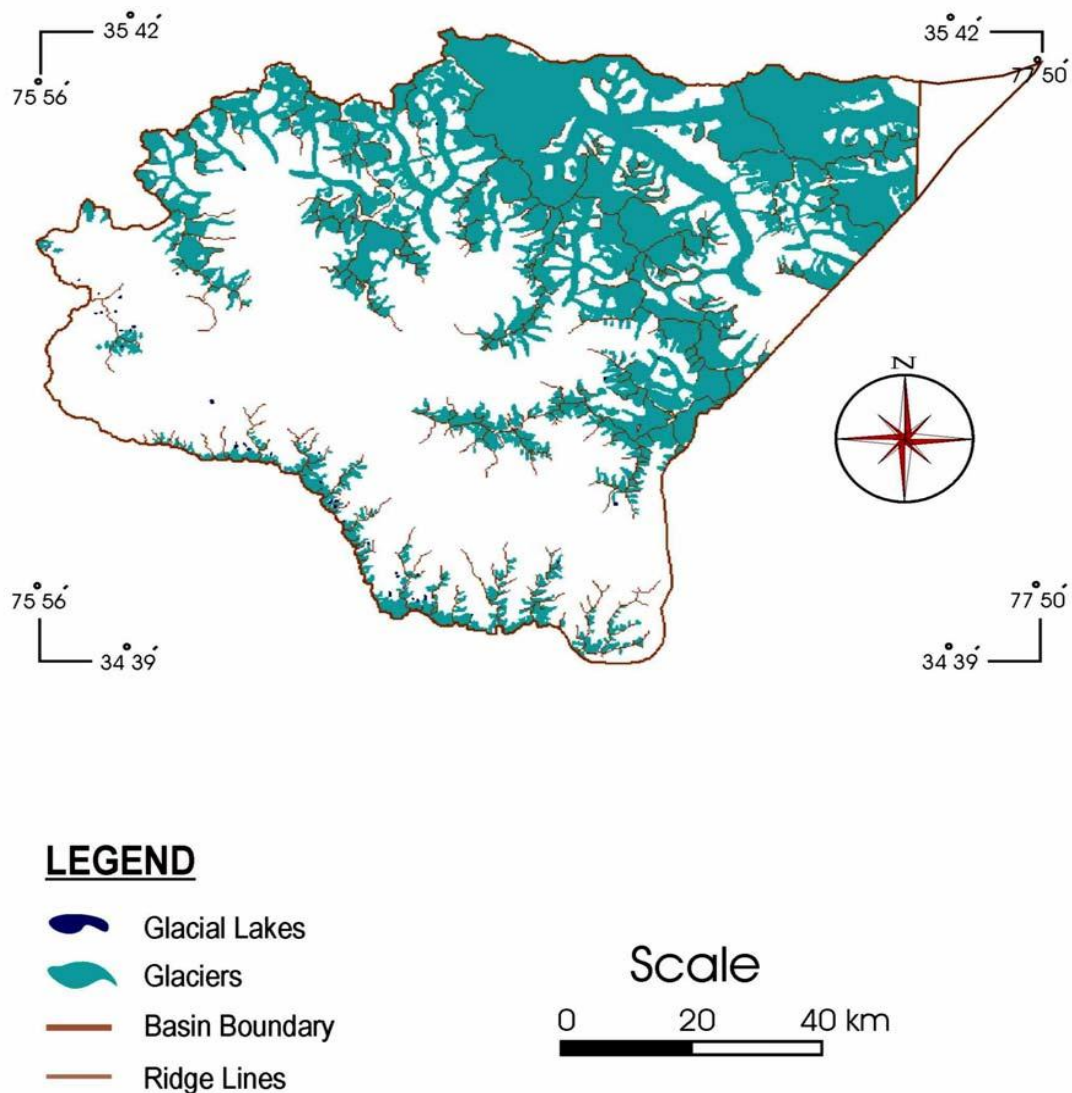 35° 42´
35° 42´
75° 56´
77° 50´
N
75° 56´
77° 50´
34° 39´
34° 39´
LEGEND
Glacial Lakes
Glaciers
Basin Boundary
Ridge Lines
Scale
0 20 40 km